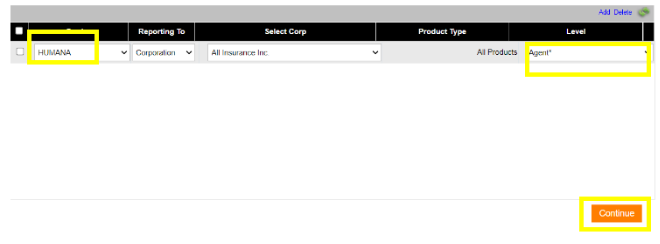 Add Delete
Reporting To Select Corp Product Type Level
HUMANA Corporation All Insurance Inc. All Products Agent*
Continue